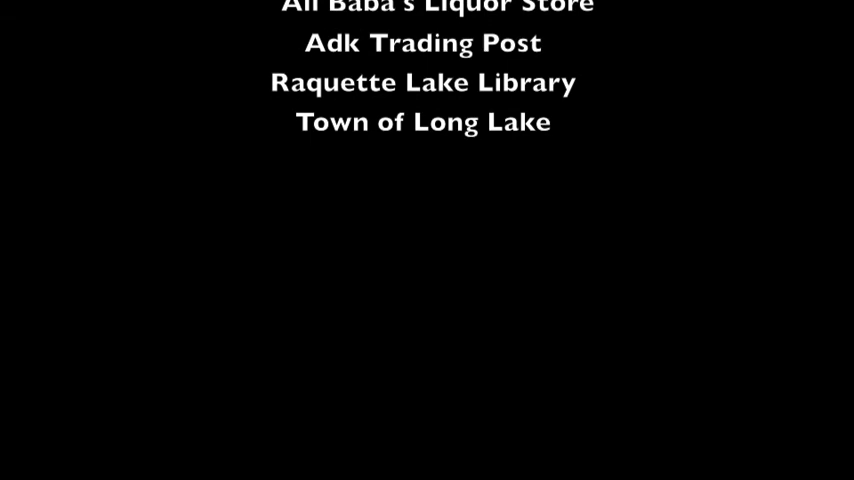 Ali Baba's Liquor Store
Adk Trading Post
Raquette Lake Library
Town of Long Lake